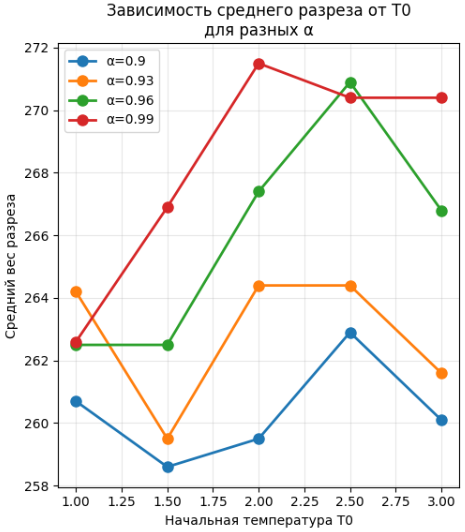 Зависимость среднего разреза от T0
для разных α
α=0.9
α=0.93
α=0.96
α=0.99
Средний вес разреза
272
270
268
266
264
262
260
258
1.00 1.25 1.50 1.75 2.00 2.25 2.50 2.75 3.00
Начальная температура T0